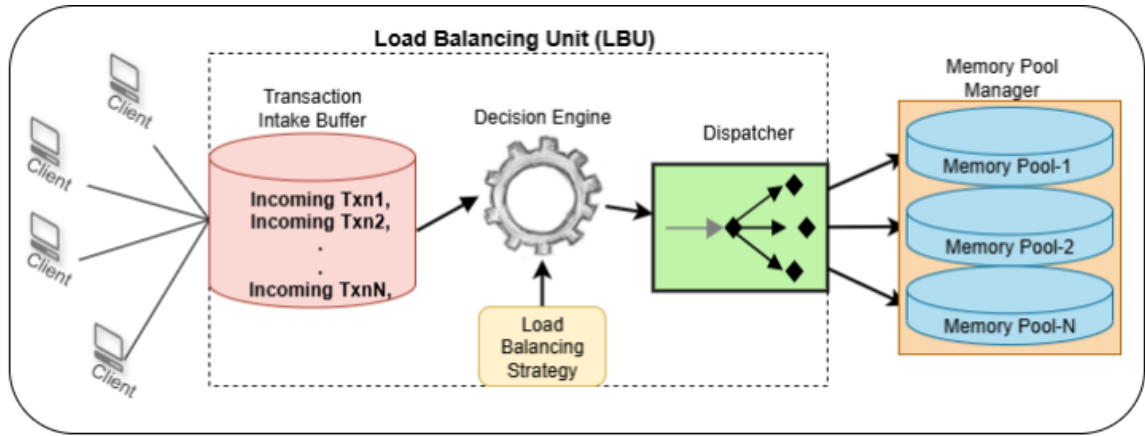 Load Balancing Unit (LBU)
Client
Client
Client
Client
Transaction
Intake Buffer
Incoming Txn1,
Incoming Txn2,
.
.
Incoming TxnN,
Decision Engine
Load
Balancing
Strategy
Dispatcher
Memory Pool
Manager
Memory Pool-1
Memory Pool-2
Memory Pool-N